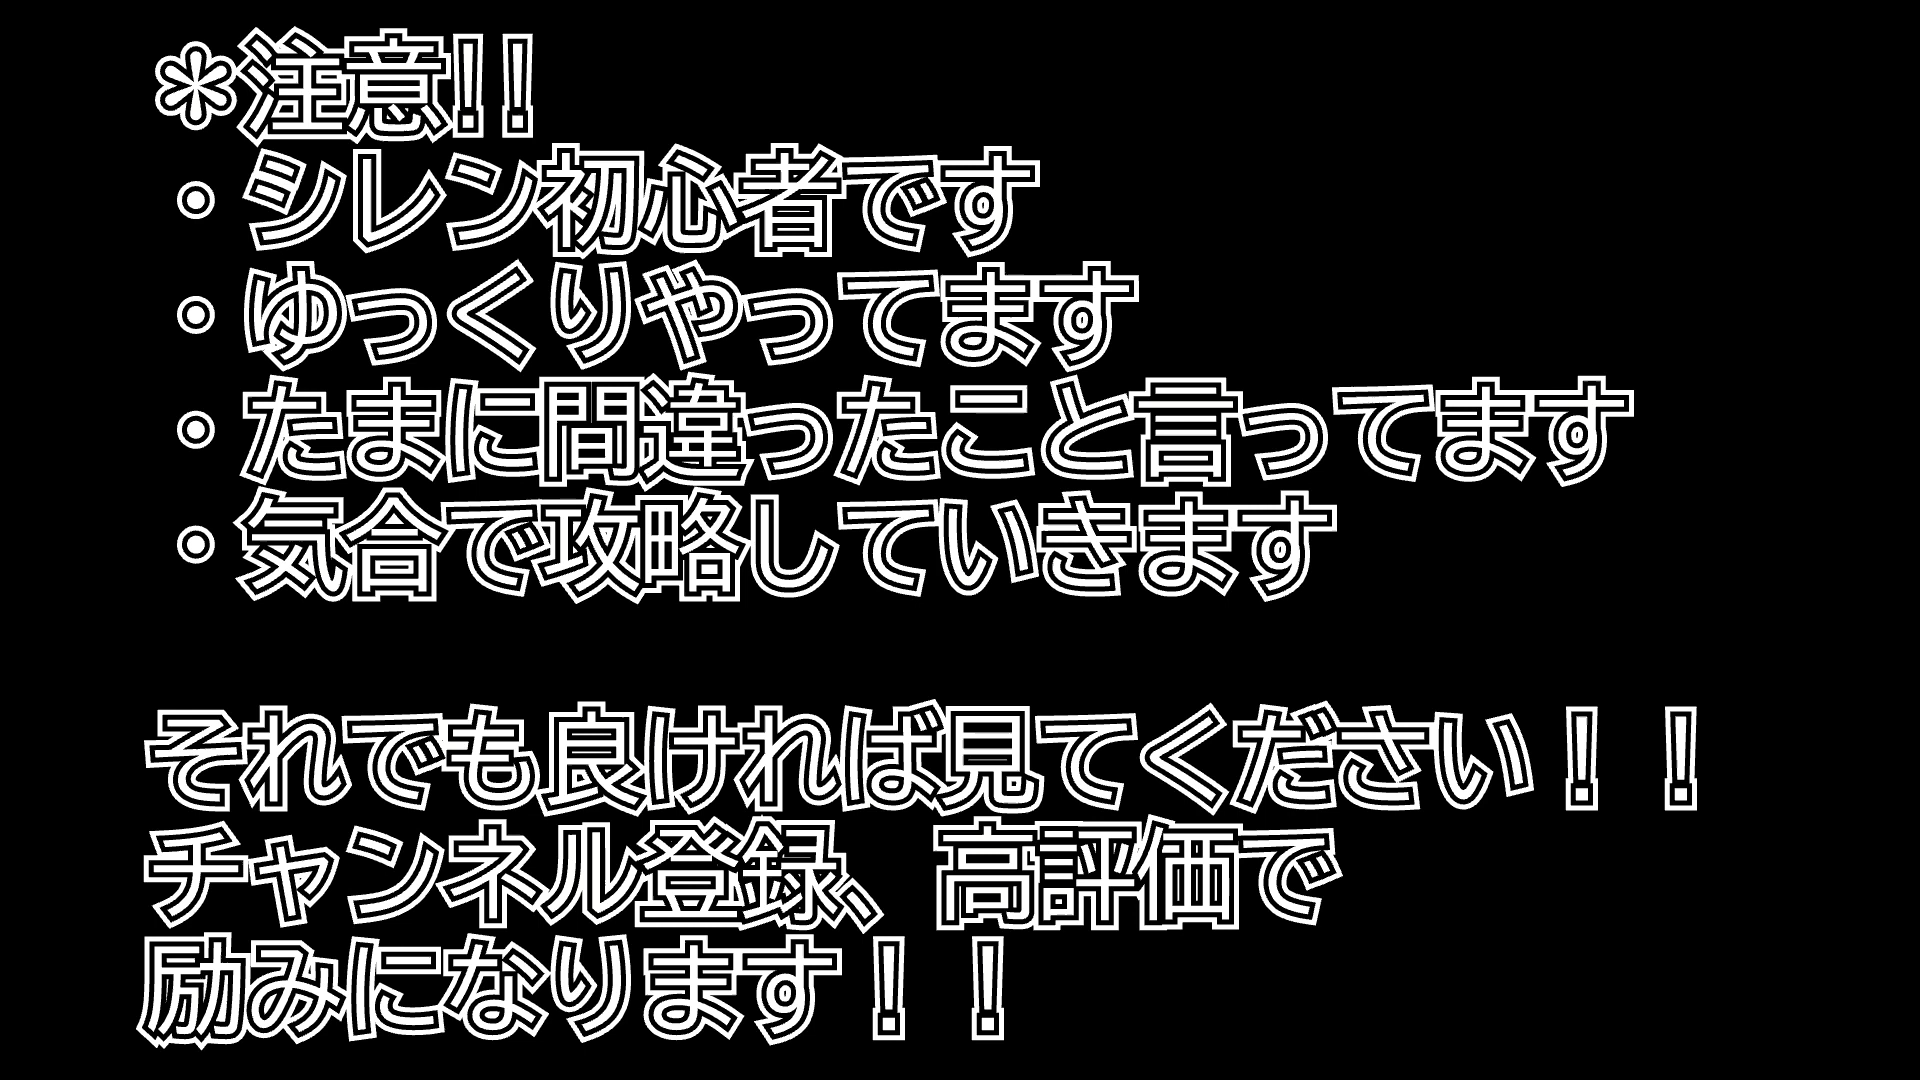 *注意!!
・シレン初心者です
・ゆっくりやってます
・たまに間違ったこと言ってます
・気合で攻略していきます
それでも良ければ見てください！！
チャンネル登録、高評価で
励みになります！！